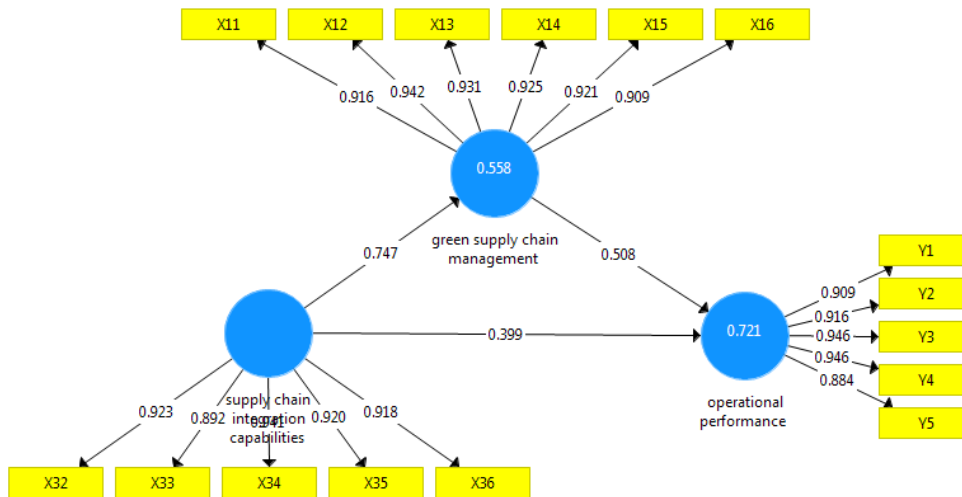 X11
X12
X13
X14
X15
X16
0.916
0.942
0.931
0.925
0.921
0.909
0.558
green supply chain
management
0.747
0.508
Y1
Y2
Y3
Y4
Y5
0.909
0.916
0.946
0.946
0.884
0.721
operational
performance
0.399
supply chain
integration
capabilities
0.923
0.892
0.941
0.920
0.918
X32
X33
X34
X35
X36